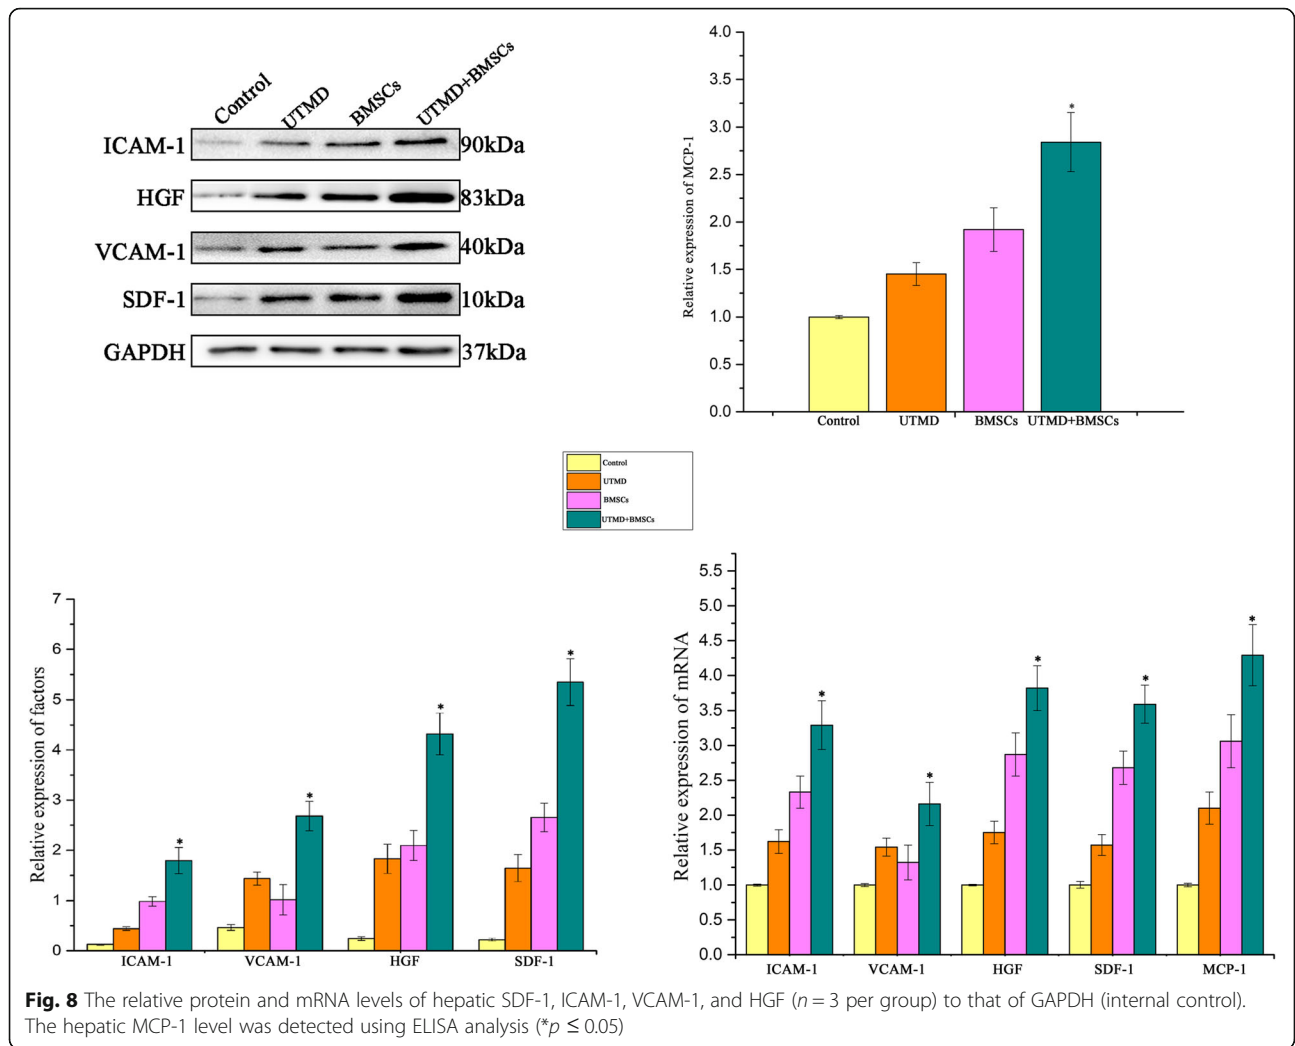 Control
UTMD
BMSCs
UTMD+BMSCs
ICAM-1 90kDa
HGF 83kDa
VCAM-1 40kDa
SDF-1 10kDa
GAPDH 37kDa
Relative expression of MCP-1
4.0
3.5
3.0
2.5
2.0
1.5
1.0
0.5
0.0
*
Control UTMD BMSCs UTMD+BMSCs
Control
UTMD
BMSCs
UTMD+BMSCs
Relative expression of factors
7
6
5
4
3
2
1
0
* * * *
ICAM-1 VCAM-1 HGF SDF-1
Relative expression of mRNA
5.5
5.0
4.5
4.0
3.5
3.0
2.5
2.0
1.5
1.0
0.5
0.0
* * * * *
ICAM-1 VCAM-1 HGF SDF-1 MCP-1
Fig. 8 The relative protein and mRNA levels of hepatic SDF-1, ICAM-1, VCAM-1, and HGF (n = 3 per group) to that of GAPDH (internal control).
The hepatic MCP-1 level was detected using ELISA analysis (*p ≤ 0.05)